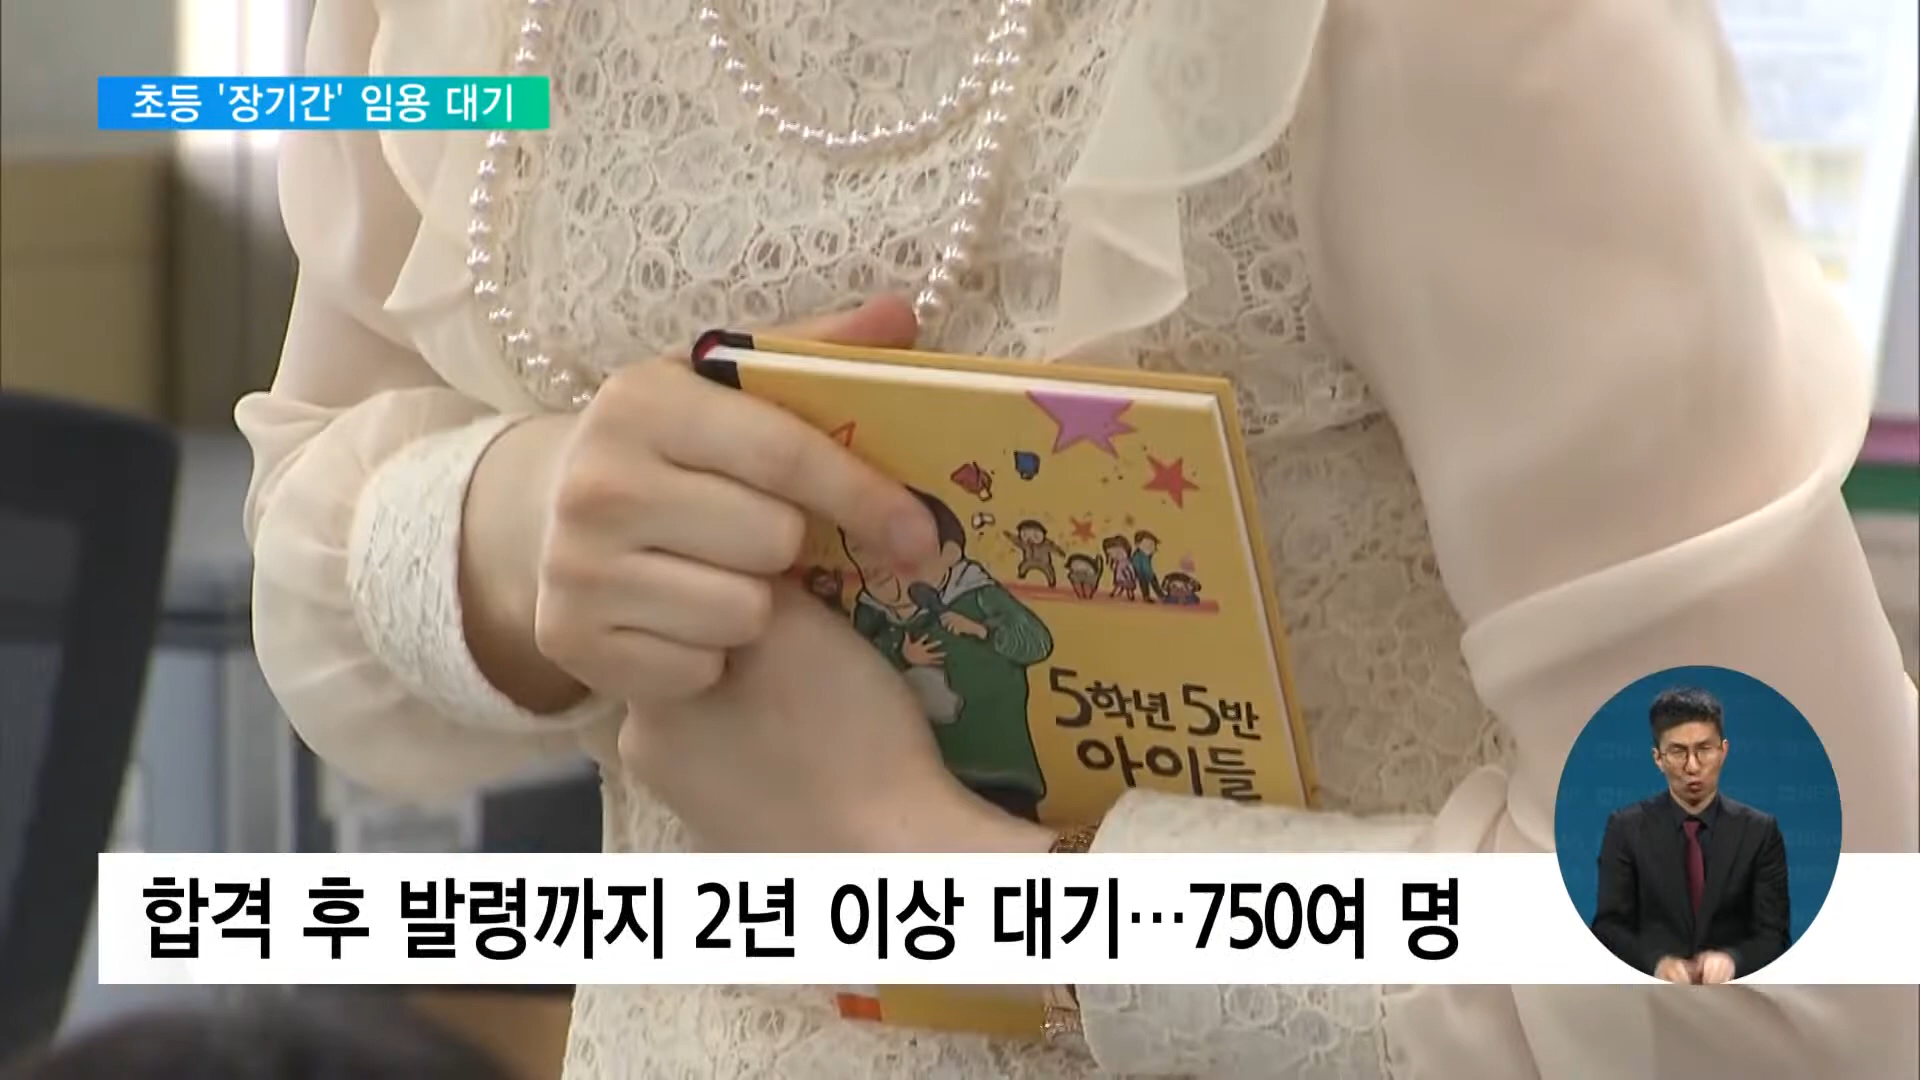 초등 '장기간' 임용 대기
5학년 5반
아이들
합격 후 발령까지 2년 이상 대기…750여 명